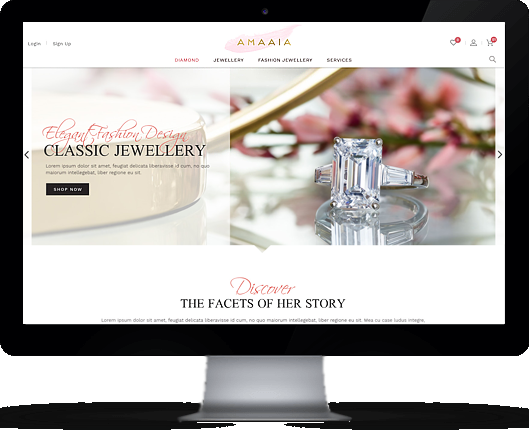 Login
Sign Up
AMAAIA
DIAMOND JEWELLERY FASHION JEWELLERY SERVICES
Elegant Fashion Design
CLASSIC JEWELLERY
Lorem ipsum dolor sit amet, feugiat delicata liberavisse id cum, no quo
maiorum intellegebat, liber regione eu sit.
SHOP NOW
Discover
THE FACETS OF HER STORY
Lorem ipsum dolor sit amet, feugiat delicata liberavisse id cum, no quo maiorum intellegebat, liber regione eu sit. Mea cu case ludus integre,